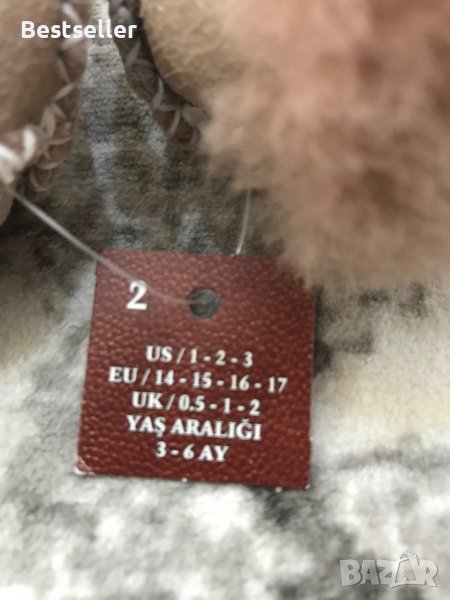 Bestseller
2
US / 1 - 2 - 3
EU / 14 - 15 - 16 - 17
UK / 0.5 - 1 - 2
YAŞ ARALIĞI
3 - 6 AY
BAZAR